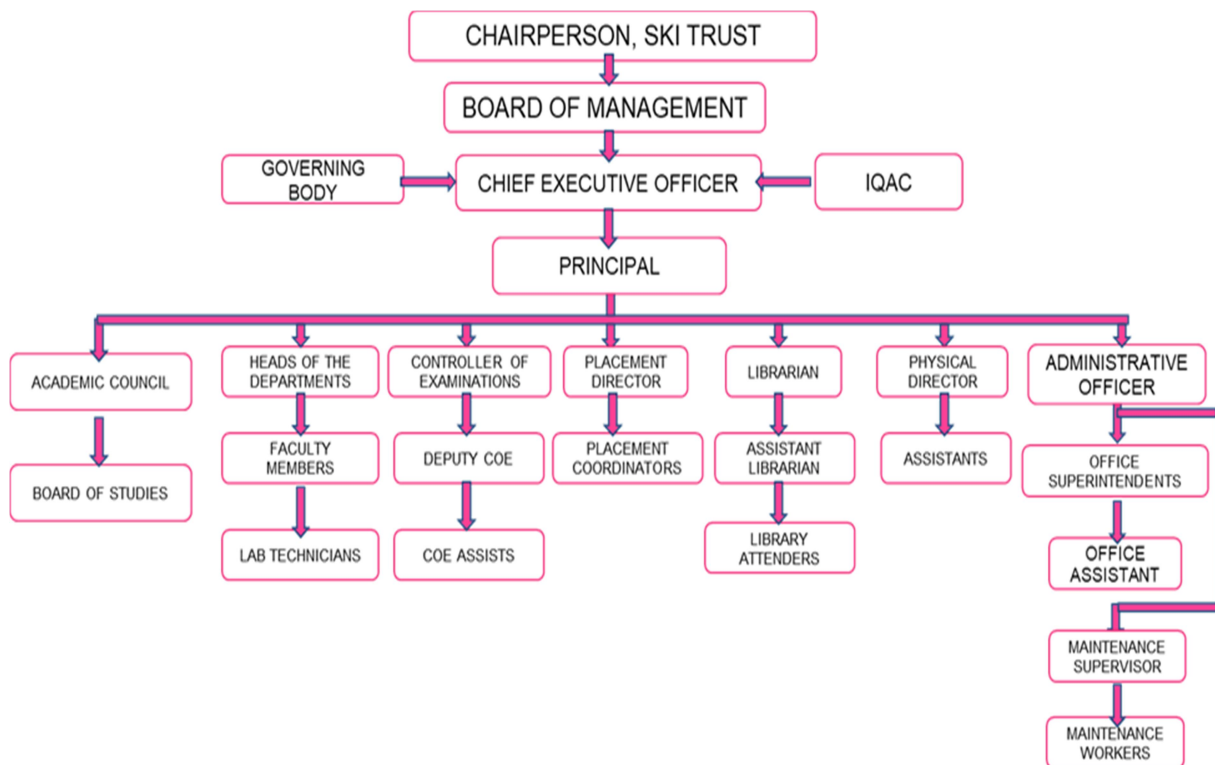 CHAIRPERSON, SKI TRUST
BOARD OF MANAGEMENT
GOVERNING
BODY
CHIEF EXECUTIVE OFFICER
IQAC
PRINCIPAL
ACADEMIC COUNCIL
HEADS OF THE
DEPARTMENTS
CONTROLLER OF
EXAMINATIONS
PLACEMENT
DIRECTOR
LIBRARIAN
PHYSICAL
DIRECTOR
ADMINISTRATIVE
OFFICER
BOARD OF STUDIES
FACULTY
MEMBERS
DEPUTY COE
PLACEMENT
COORDINATORS
ASSISTANT
LIBRARIAN
ASSISTANTS
OFFICE
SUPERINTENDENTS
LAB TECHNICIANS
COE ASSISTS
LIBRARY
ATTENDERS
OFFICE
ASSISTANT
MAINTENANCE
SUPERVISOR
MAINTENANCE
WORKERS